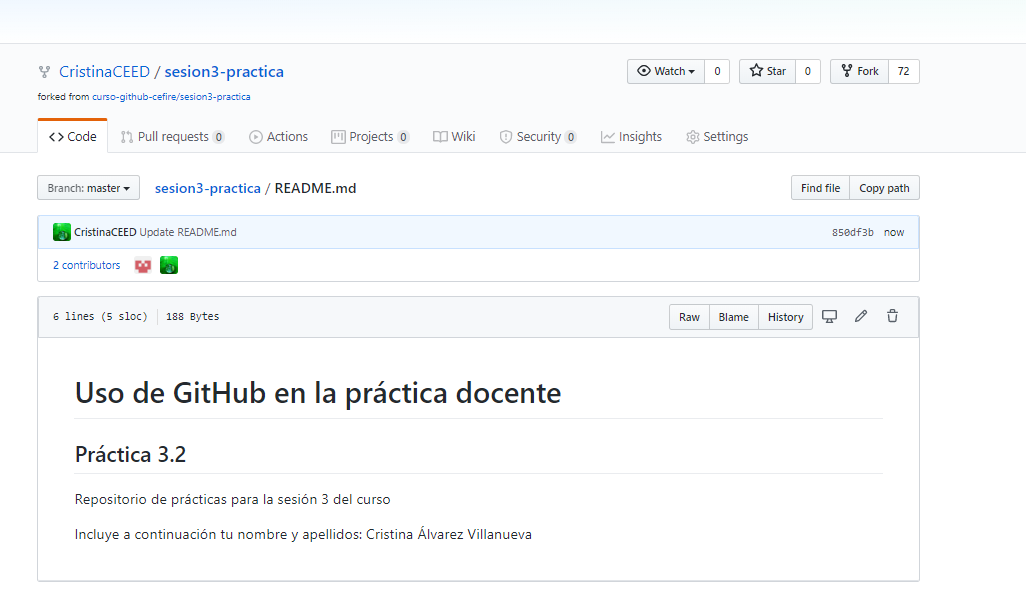 CristinaCEED / sesion3-practica
Watch 0 Star 0 Fork 72
forked from curso-github-cefire/sesion3-practica
Code Pull requests 0 Actions Projects 0 Wiki Security 0 Insights Settings
Branch: master sesion3-practica / README.md Find file Copy path
CristinaCEED Update README.md 850df3b now
2 contributors
6 lines (5 sloc) 188 Bytes Raw Blame History
Uso de GitHub en la práctica docente
Práctica 3.2
Repositorio de prácticas para la sesión 3 del curso
Incluye a continuación tu nombre y apellidos: Cristina Álvarez Villanueva